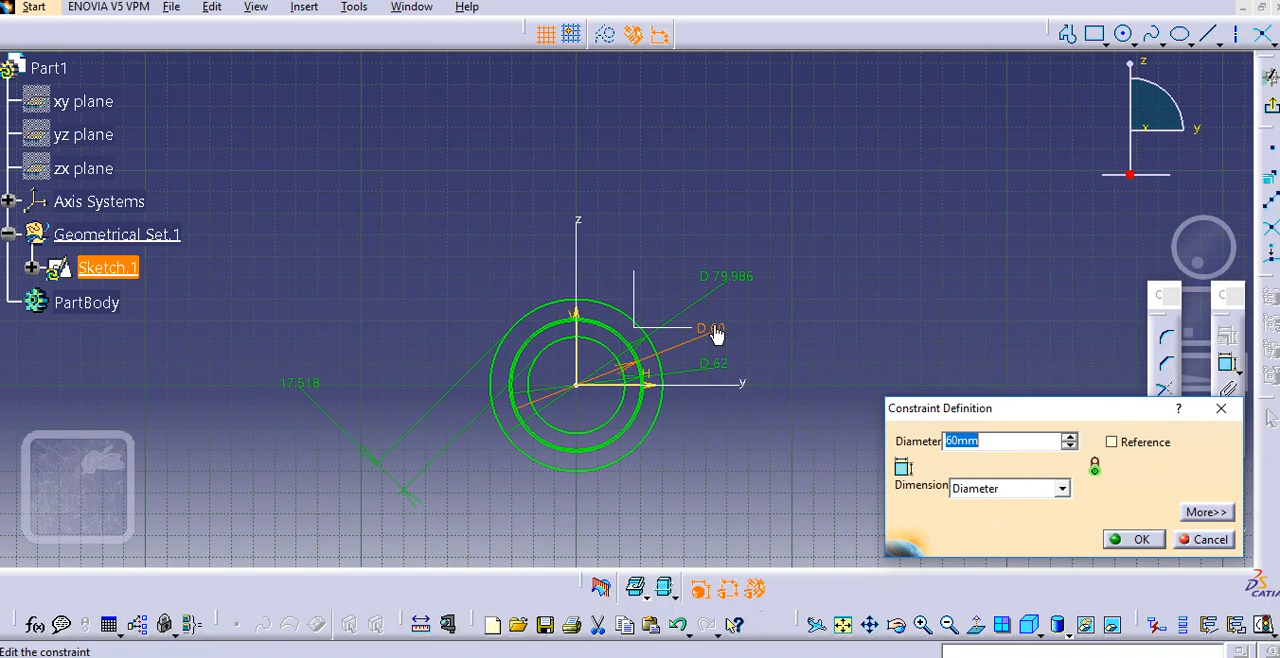 Start ENOVIA V5 VPM File Edit View Insert Tools Window Help
Part1
z
xy plane
yz plane
x y
zx plane
Axis Systems
z
Geometrical Set.1
Sketch.1
D 79.986
C C
PartBody
D 60
D 62
V
H
17.518
y
Constraint Definition ?
Diameter 60mm Reference
Dimension Diameter
More>>
OK Cancel
CATIA
f(x)
Edit the constraint